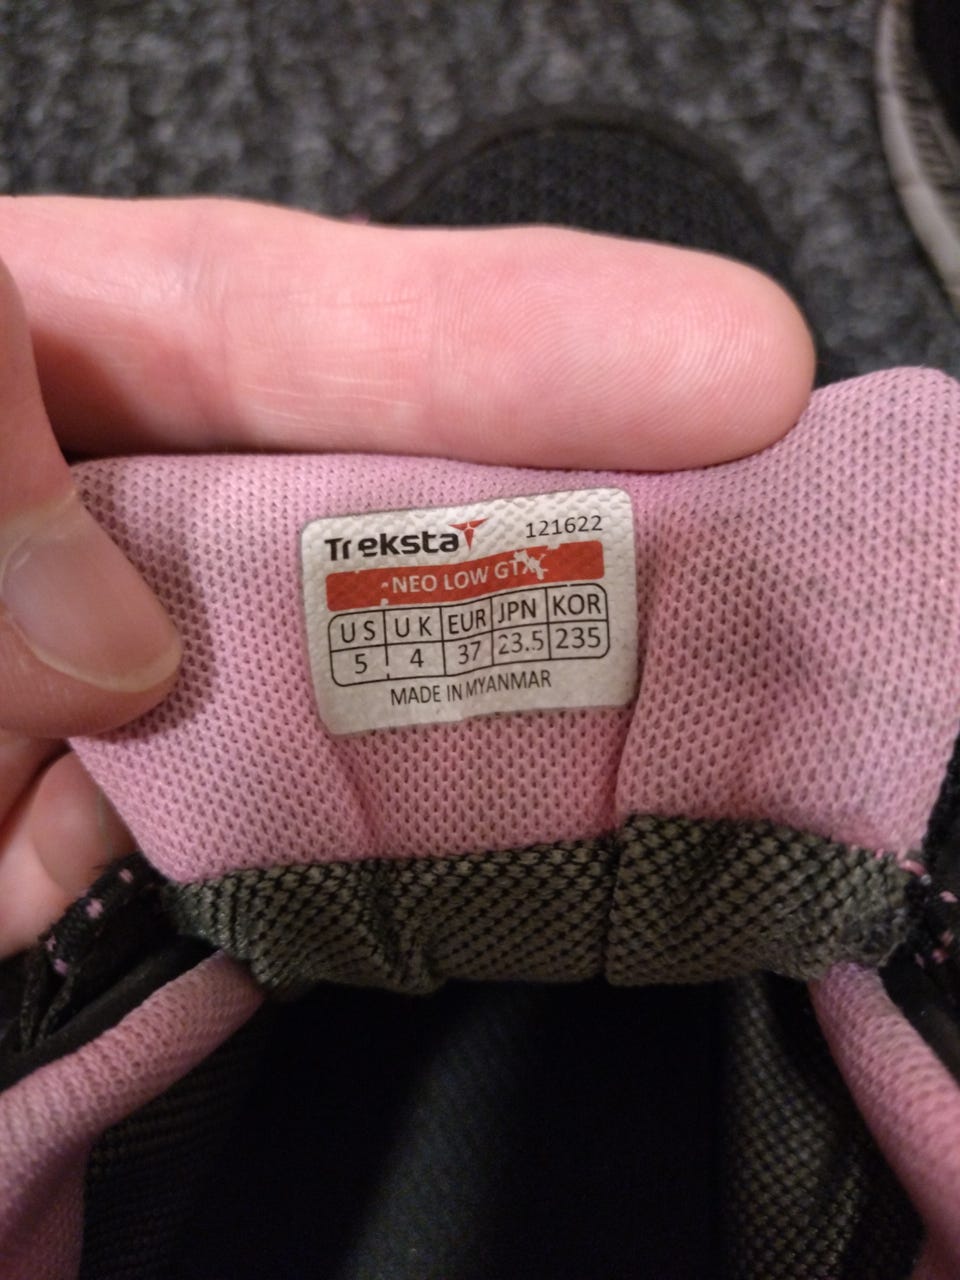 Treksta 121622
NEO LOW GTX
US UK EUR JPN KOR
5 4 37 23.5 235
MADE IN MYANMAR